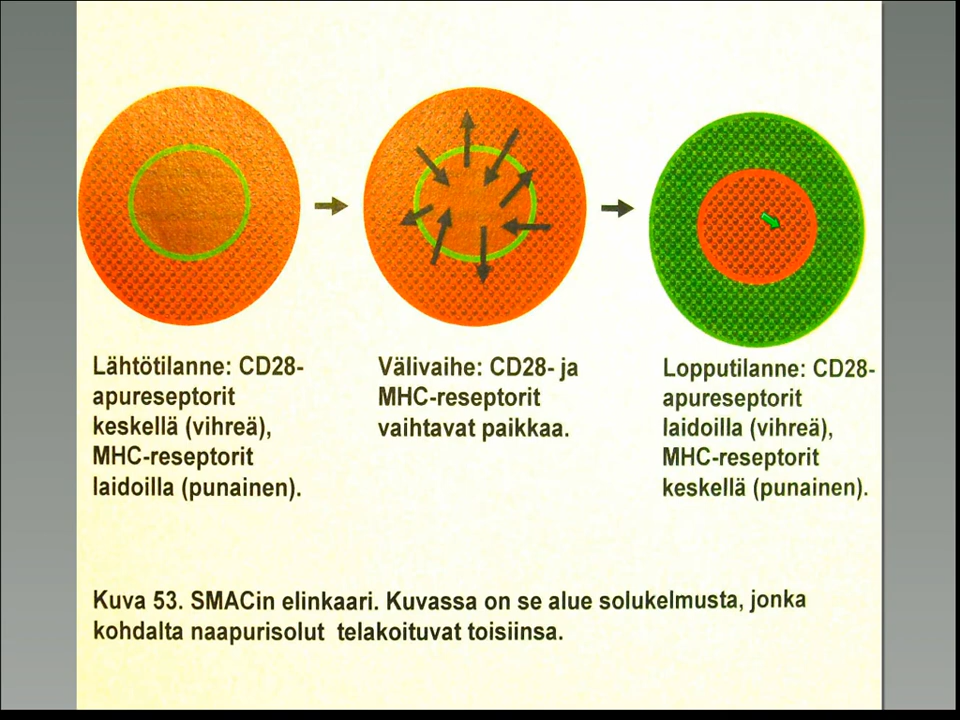 Lähtötilanne: CD28-
apureseptorit
keskellä (vihreä),
MHC-reseptorit
laidoilla (punainen).
Välivaihe: CD28- ja
MHC-reseptorit
vaihtavat paikkaa.
Lopputilanne: CD28-
apureseptorit
laidoilla (vihreä),
MHC-reseptorit
keskellä (punainen).
Kuva 53. SMACin elinkaari. Kuvassa on se alue solukelmusta, jonka
kohdalta naapurisolut telakoituvat toisiinsa.